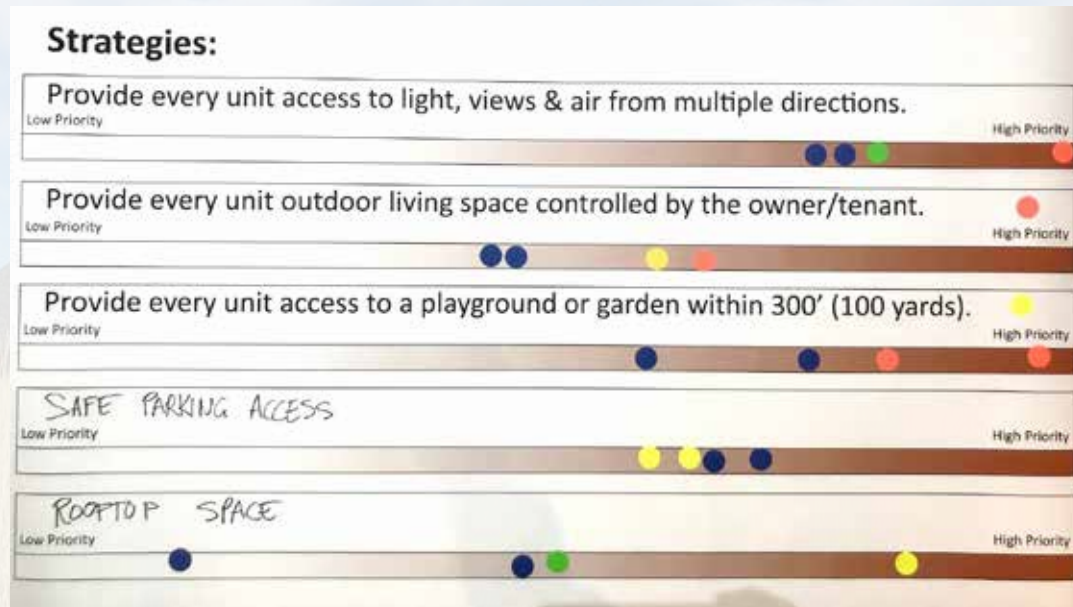 Strategies:
Provide every unit access to light, views & air from multiple directions.
Low Priority
High Priority
Provide every unit outdoor living space controlled by the owner/tenant.
Low Priority
High Priority
Provide every unit access to a playground or garden within 300' (100 yards).
Low Priority
High Priority
SAFE PARKING ACCESS
Low Priority
High Priority
ROOFTOP SPACE
Low Priority
High Priority